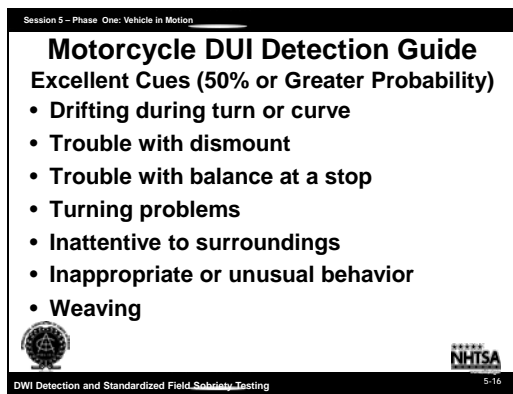 Session 5 – Phase One: Vehicle in Motion
Motorcycle DUI Detection Guide
Excellent Cues (50% or Greater Probability)
• Drifting during turn or curve
• Trouble with dismount
• Trouble with balance at a stop
• Turning problems
• Inattentive to surroundings
• Inappropriate or unusual behavior
• Weaving
NHTSA
DWI Detection and Standardized Field Sobriety Testing
5-16